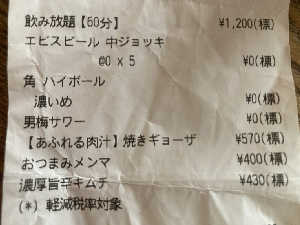 飲み放題【60分】 ¥1,200(標)
ヱビスビール 中ジョッキ
@0 x 5 ¥0(標)
角 ハイボール
濃いめ ¥0(標)
男梅サワー ¥0(標)
【あふれる肉汁】焼きギョーザ ¥570(標)
おつまみメンマ ¥400(標)
濃厚旨辛キムチ ¥430(標)
(*) 軽減税率対象